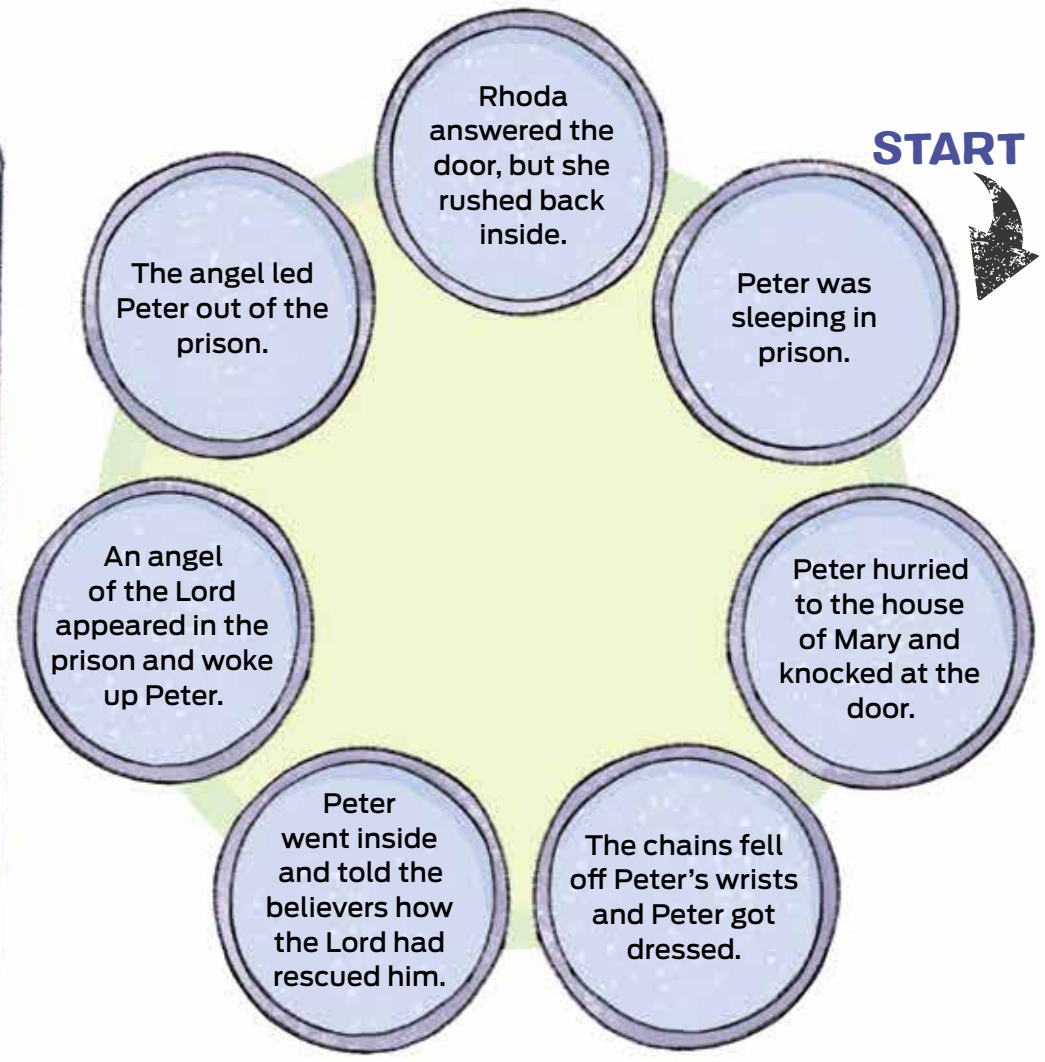 START
Rhoda
answered the
door, but she
rushed back
inside.
Peter was
sleeping in
prison.
Peter hurried
to the house
of Mary and
knocked at the
door.
The chains fell
off Peter’s wrists
and Peter got
dressed.
Peter
went inside
and told the
believers how
the Lord had
rescued him.
An angel
of the Lord
appeared in the
prison and woke
up Peter.
The angel led
Peter out of the
prison.